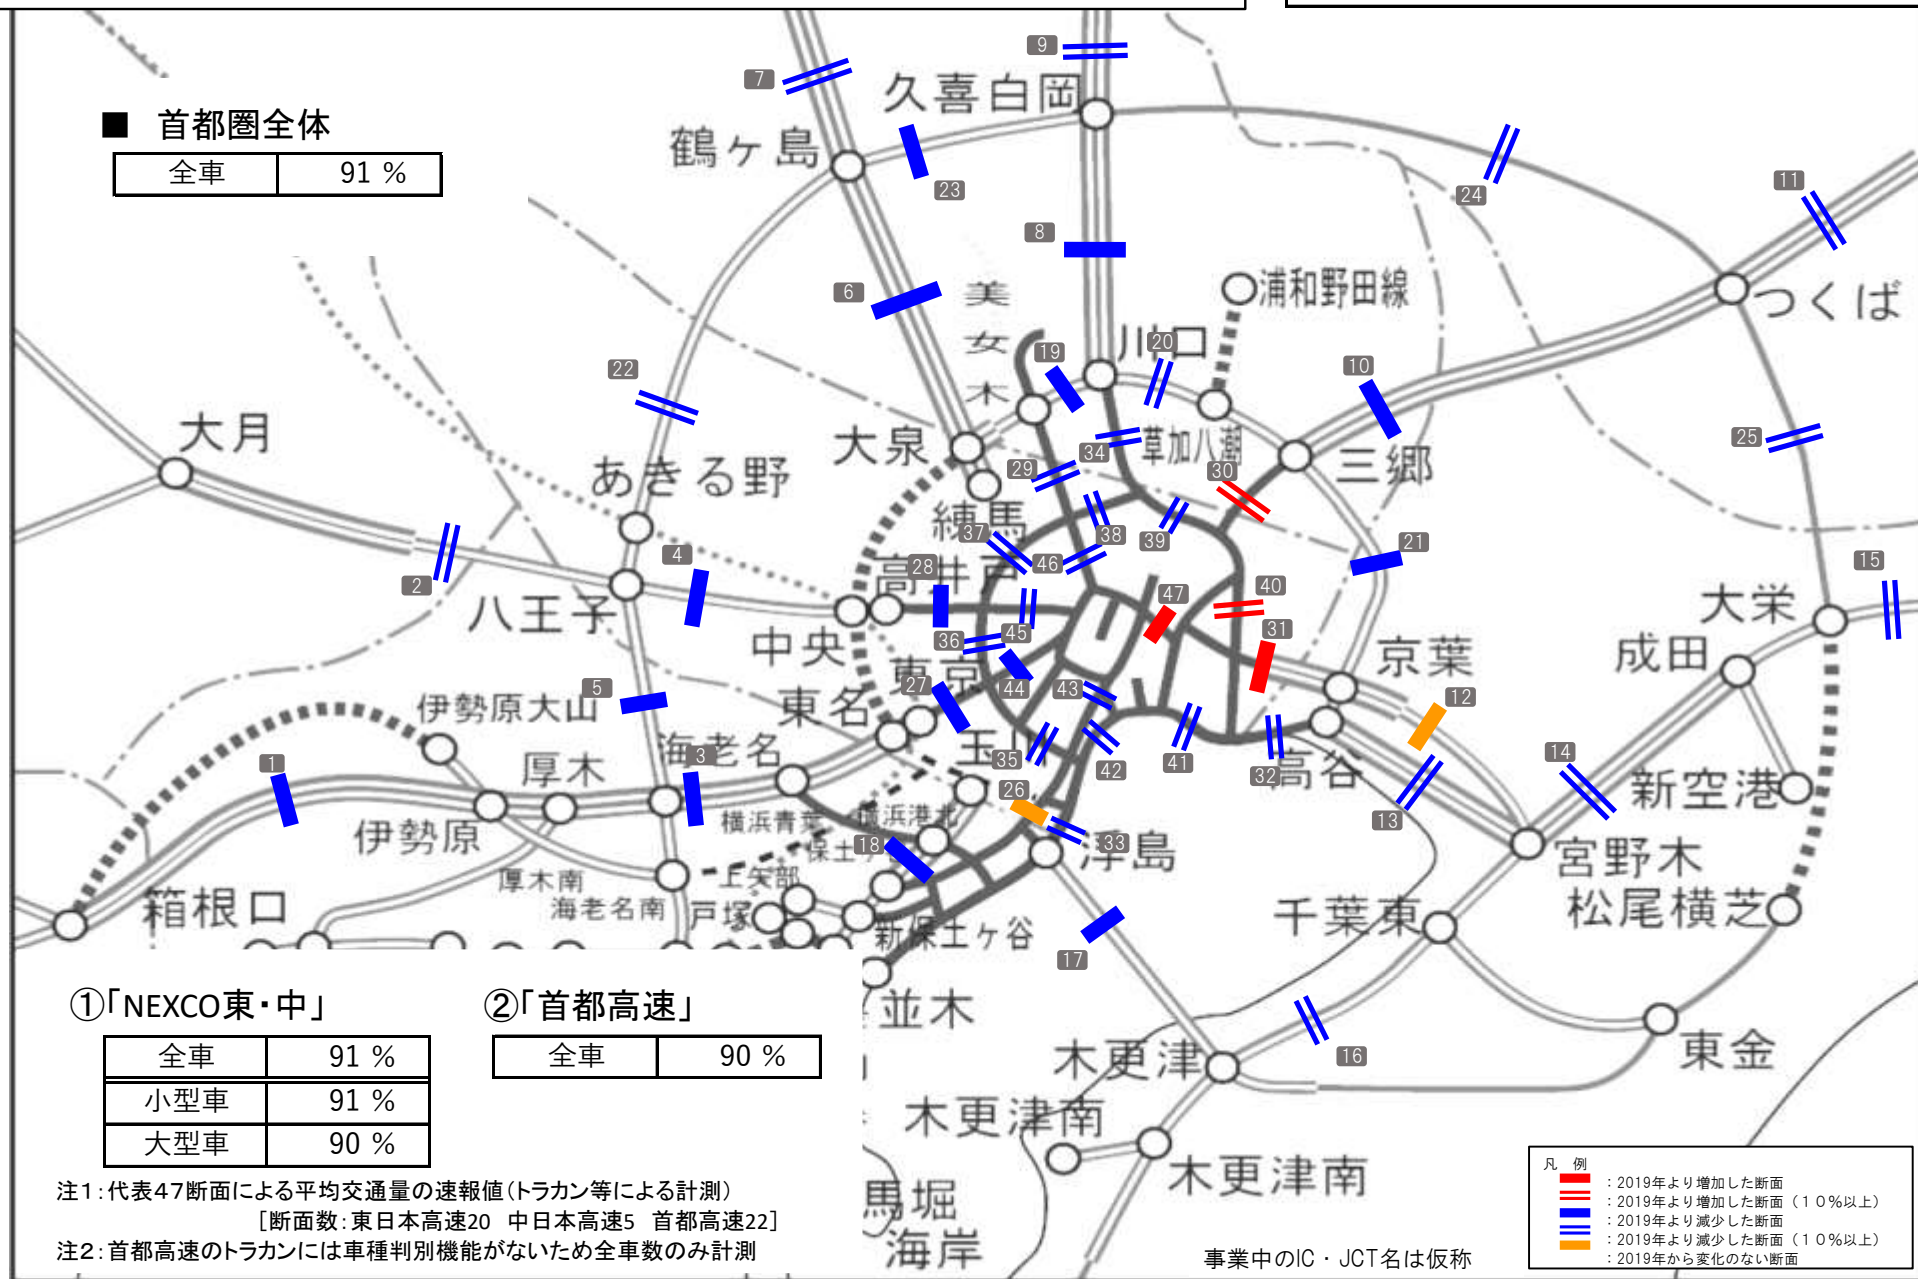 ■ 首都圏全体
全車 91 %
7
9
久喜白岡
鶴ヶ島
23
24
11
8
6
美女木
浦和野田線
つくば
川口
19
20
10
22
大月
大泉
草加八潮
三郷
25
34
29
30
あきる野
練馬
37
38
39
46
21
15
2
4
高井戸
28
47
40
大栄
八王子
中央
36
45
31
京葉
成田
東京
44
43
12
5
27
伊勢原大山
東名
玉川
海老名
3
1
厚木
35
42
41
32
高谷
14
13
新空港
伊勢原
横浜青葉
横浜港北
26
33
浮島
宮野木
18
保土ヶ谷
厚木南
上矢部
海老名南
戸塚
箱根口
新保土ヶ谷
17
千葉東
松尾横芝
並木
16
東金
木更津
木更津南
木更津南
馬堀
海岸
①「NEXCO東・中」
全車 91 %
小型車 91 %
大型車 90 %
②「首都高速」
全車 90 %
注1:代表47断面による平均交通量の速報値(トラカン等による計測)
[断面数:東日本高速20 中日本高速5 首都高速22]
注2:首都高速のトラカンには車種判別機能がないため全車数のみ計測
事業中のIC・JCT名は仮称
凡 例
:2019年より増加した断面
:2019年より増加した断面(10%以上)
:2019年より減少した断面
:2019年より減少した断面(10%以上)
:2019年から変化のない断面